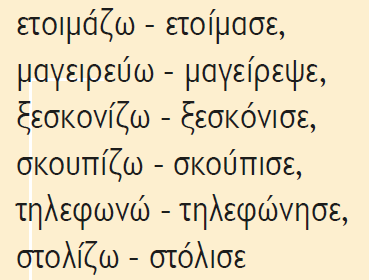 ετοιμάζω - ετοίμασε,
μαγειρεύω - μαγείρεψε,
ξεσκονίζω - ξεσκόνισε,
σκουπίζω - σκούπισε,
τηλεφωνώ - τηλεφώνησε,
στολίζω - στόλισε